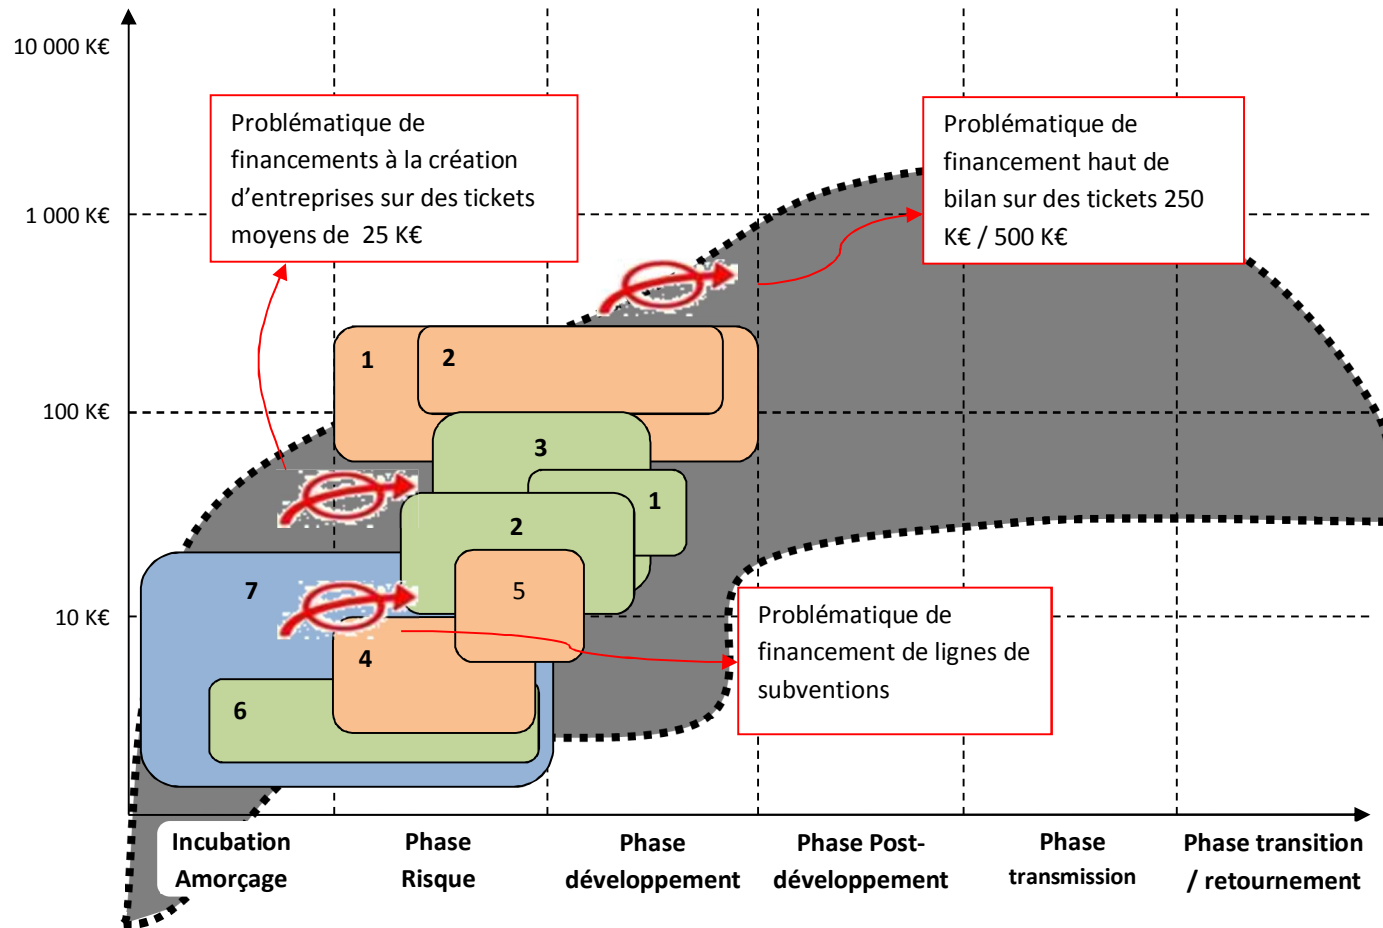 10 000 K€
Problématique de
financements à la création
d’entreprises sur des tickets
moyens de  25 K€
Problématique de
financement haut de
bilan sur des tickets 250
K€ / 500 K€
1 000 K€
1
2
100 K€
3
1
2
7
5
10 K€
Problématique de
financement de lignes de
subventions
4
6
Incubation
Amorçage
Phase
Risque
Phase
développement
Phase Post-
développement
Phase
transmission
Phase transition
/ retournement